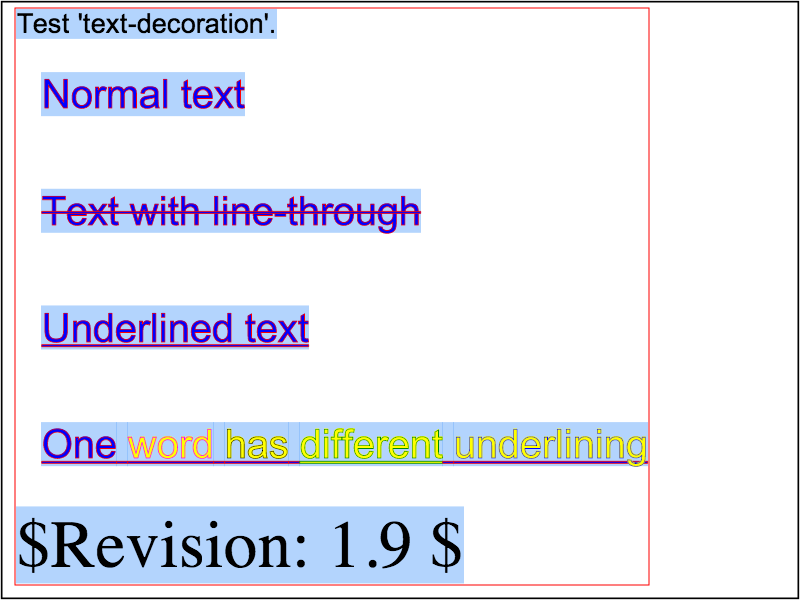 Test 'text-decoration'.
Normal text
Text with line-through
Underlined text
One word has different underlining
$Revision: 1.9 $